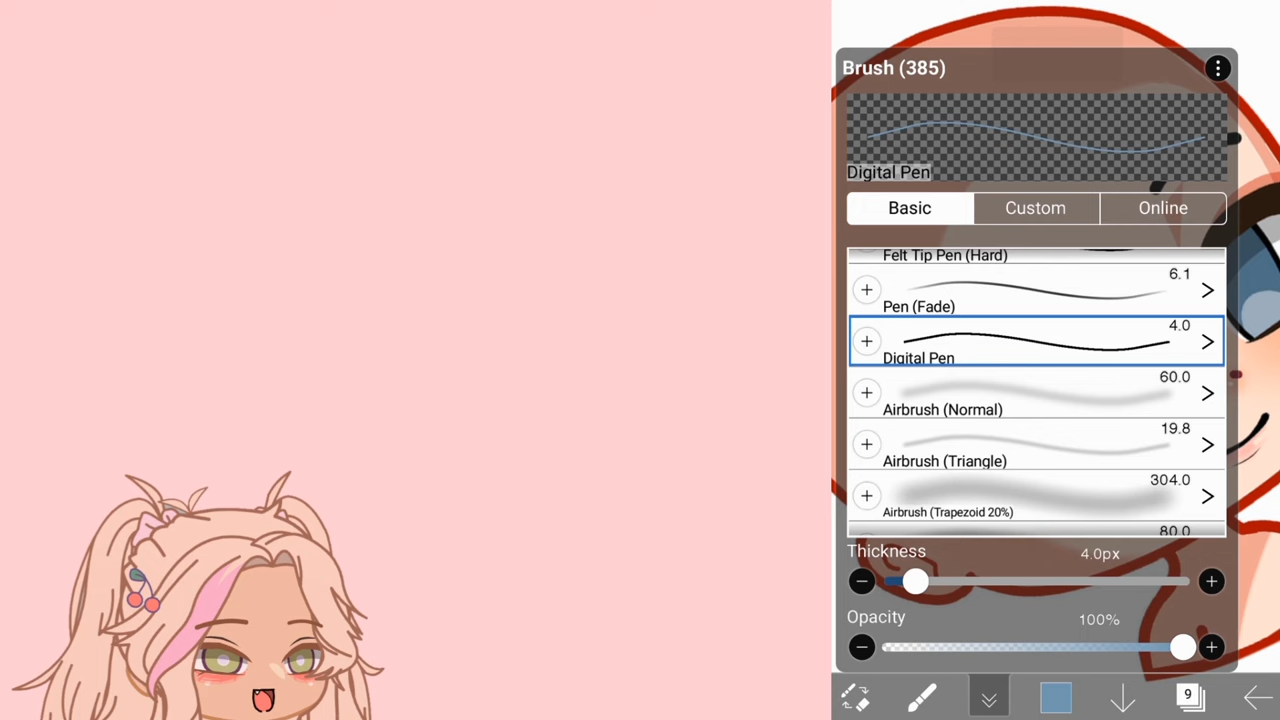 Brush (385)
Digital Pen
Basic
Custom
Online
Felt Tip Pen (Hard)
6.1
Pen (Fade)
4.0
Digital Pen
60.0
Airbrush (Normal)
19.8
Airbrush (Triangle)
304.0
Airbrush (Trapezoid 20%)
80.0
Thickness
4.0px
Opacity
100%
9